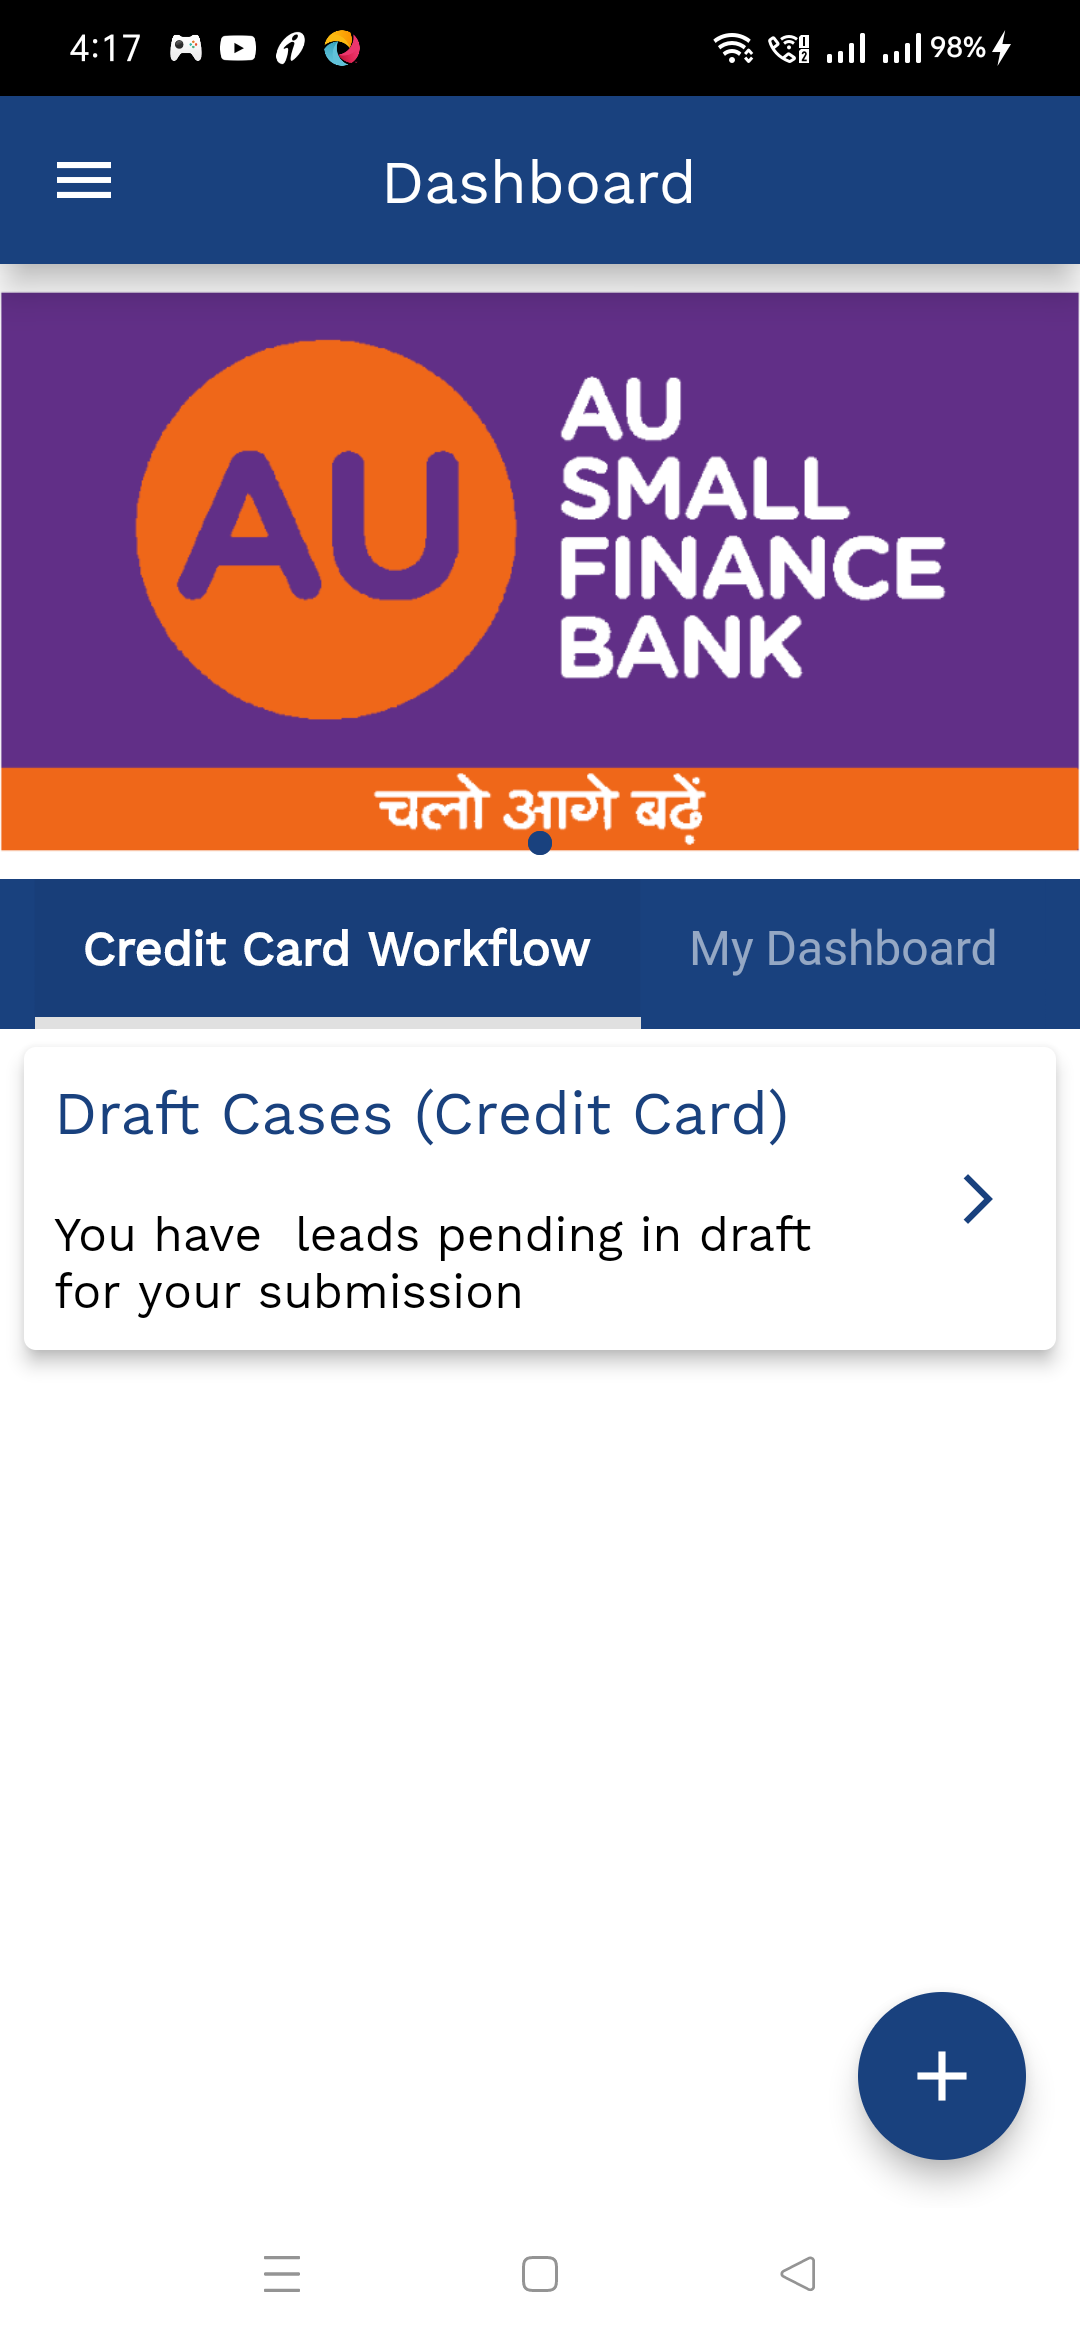 4:17
98%
Dashboard
AU
AU
SMALL
FINANCE
BANK
चलो आगे बढ़ें
Credit Card Workflow
My Dashboard
Draft Cases (Credit Card)
You have  leads pending in draft
for your submission